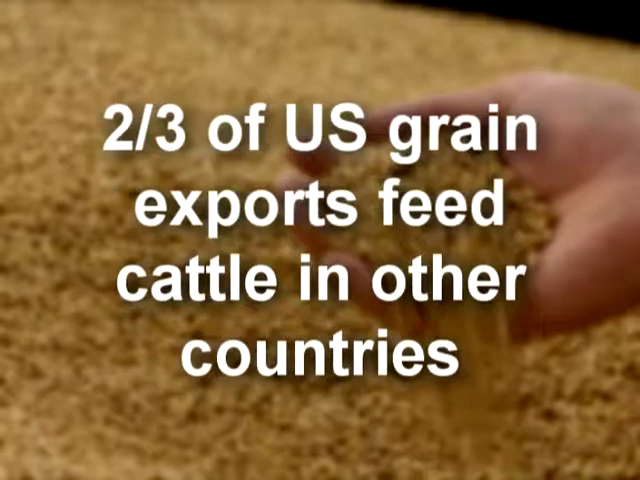 2/3 of US grain
exports feed
cattle in other
countries